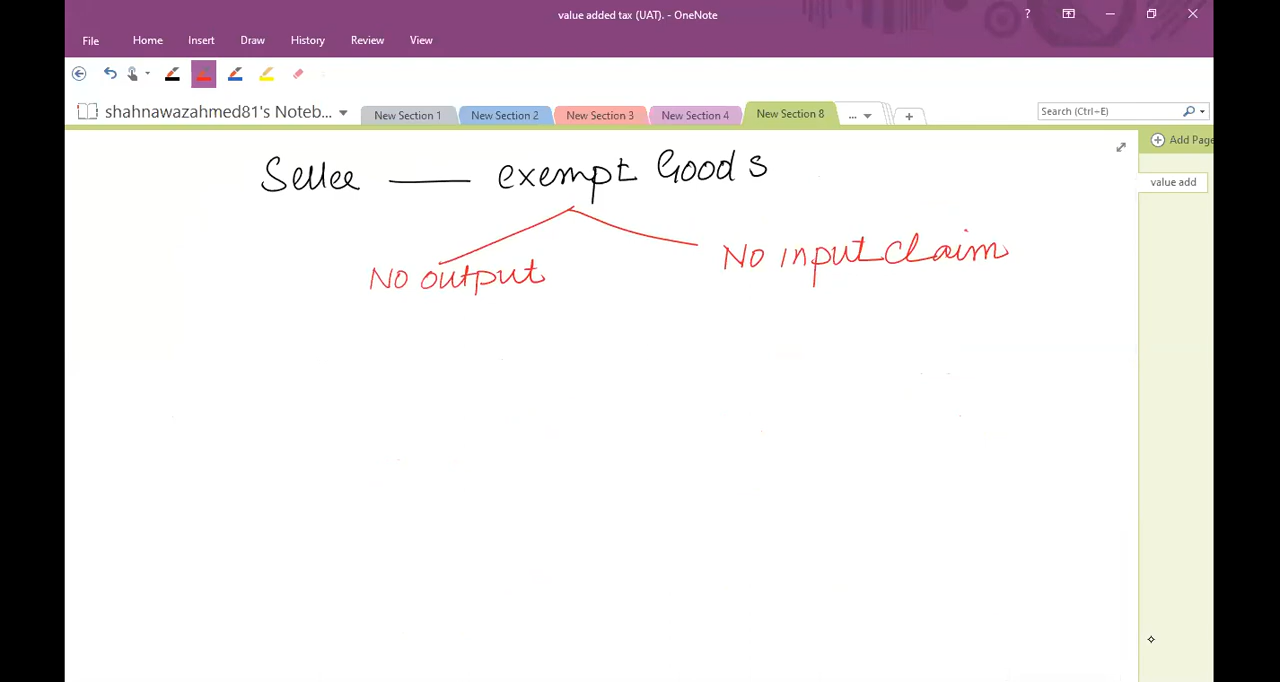 value added tax (UAT). - OneNote
?
File Home Insert Draw History Review View
shahnawazahmed81's Noteb... New Section 1 New Section 2 New Section 3 New Section 4 New Section 8 ... + Search (Ctrl+E)
Add Page
value add
Seller exempt Goods
No output No input Claim